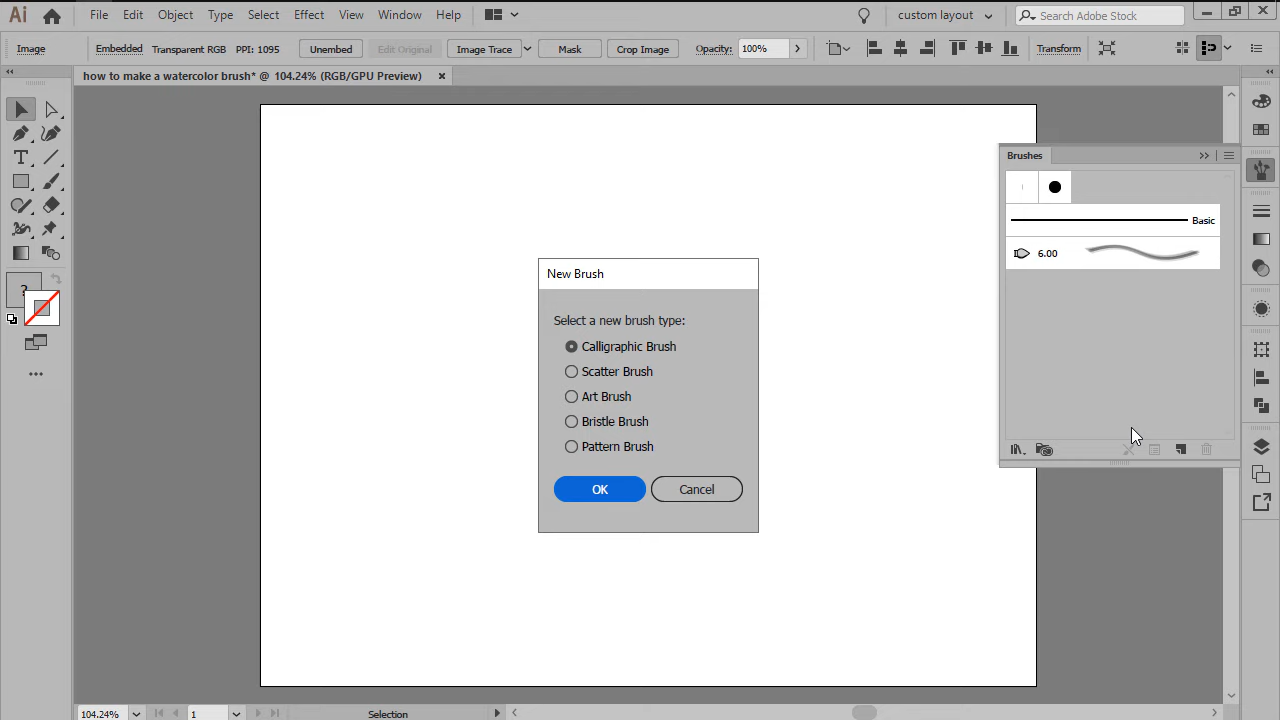 Ai File Edit Object Type Select Effect View Window Help custom layout Search Adobe Stock
Image Embedded Transparent RGB PPI: 1095 Unembed Edit Original Image Trace Mask Crop Image Opacity: 100% Transform
how to make a watercolor brush* @ 104.24% (RGB/GPU Preview)
Brushes
Basic
6.00
?
New Brush
Select a new brush type:
Calligraphic Brush
Scatter Brush
Art Brush
Bristle Brush
Pattern Brush
OK Cancel
104.24% 1 Selection